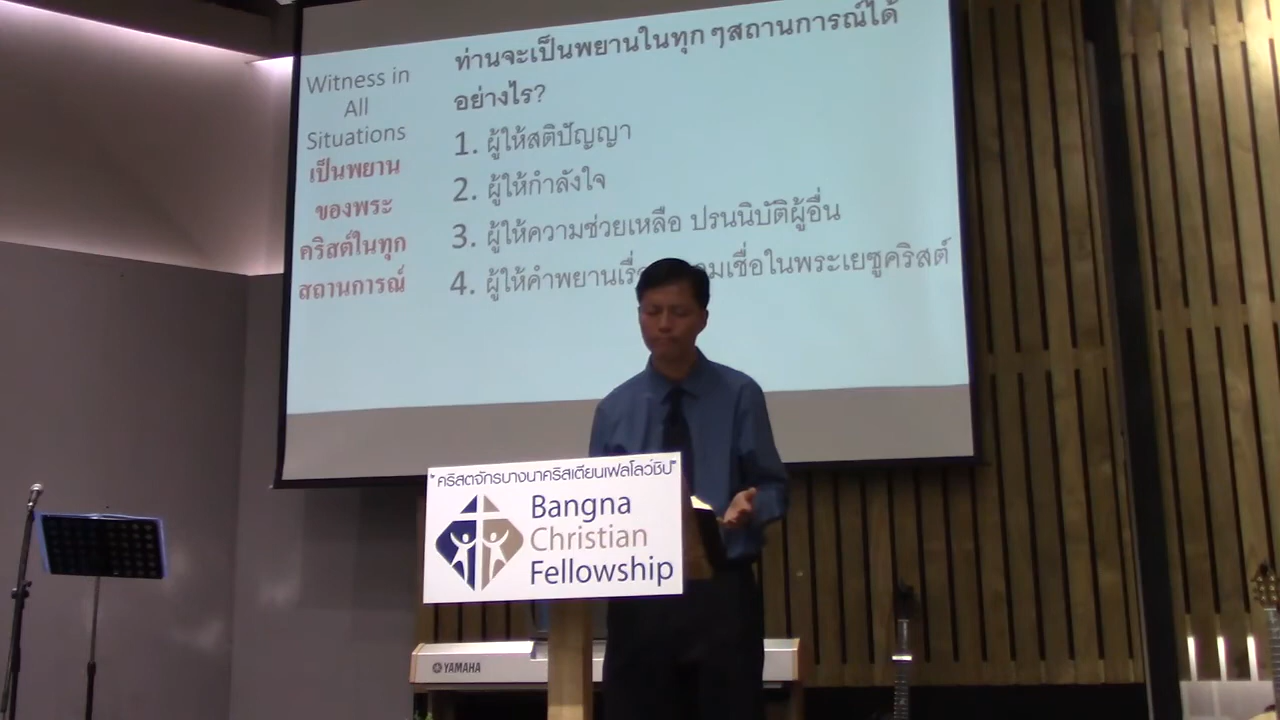 Witness in
All
Situations
เป็นพยาน
ของพระ
คริสต์ในทุก
สถานการณ์
ท่านจะเป็นพยานในทุกๆสถานการณ์ได้
อย่างไร?
1. ผู้ให้สติปัญญา
2. ผู้ให้กำลังใจ
3. ผู้ให้ความช่วยเหลือ ปรนนิบัติผู้อื่น
4. ผู้ให้คำพยาน เชื่อในพระเยซูคริสต์
"คริสตจักรบางนาคริสเตียนเฟลโลว์ชิป"
Bangna
Christian
Fellowship
YAMAHA